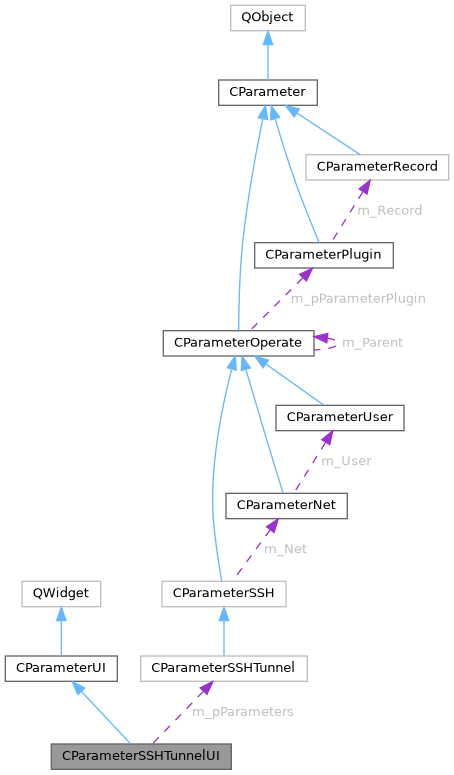 QObject
CParameter
CParameterRecord
m_Record
CParameterPlugin
m_pParameterPlugin
CParameterOperate
m_Parent
CParameterUser
m_User
CParameterNet
m_Net
QWidget
CParameterSSH
CParameterUI
CParameterSSHTunnel
m_pParameters
CParameterSSHTunnelUI